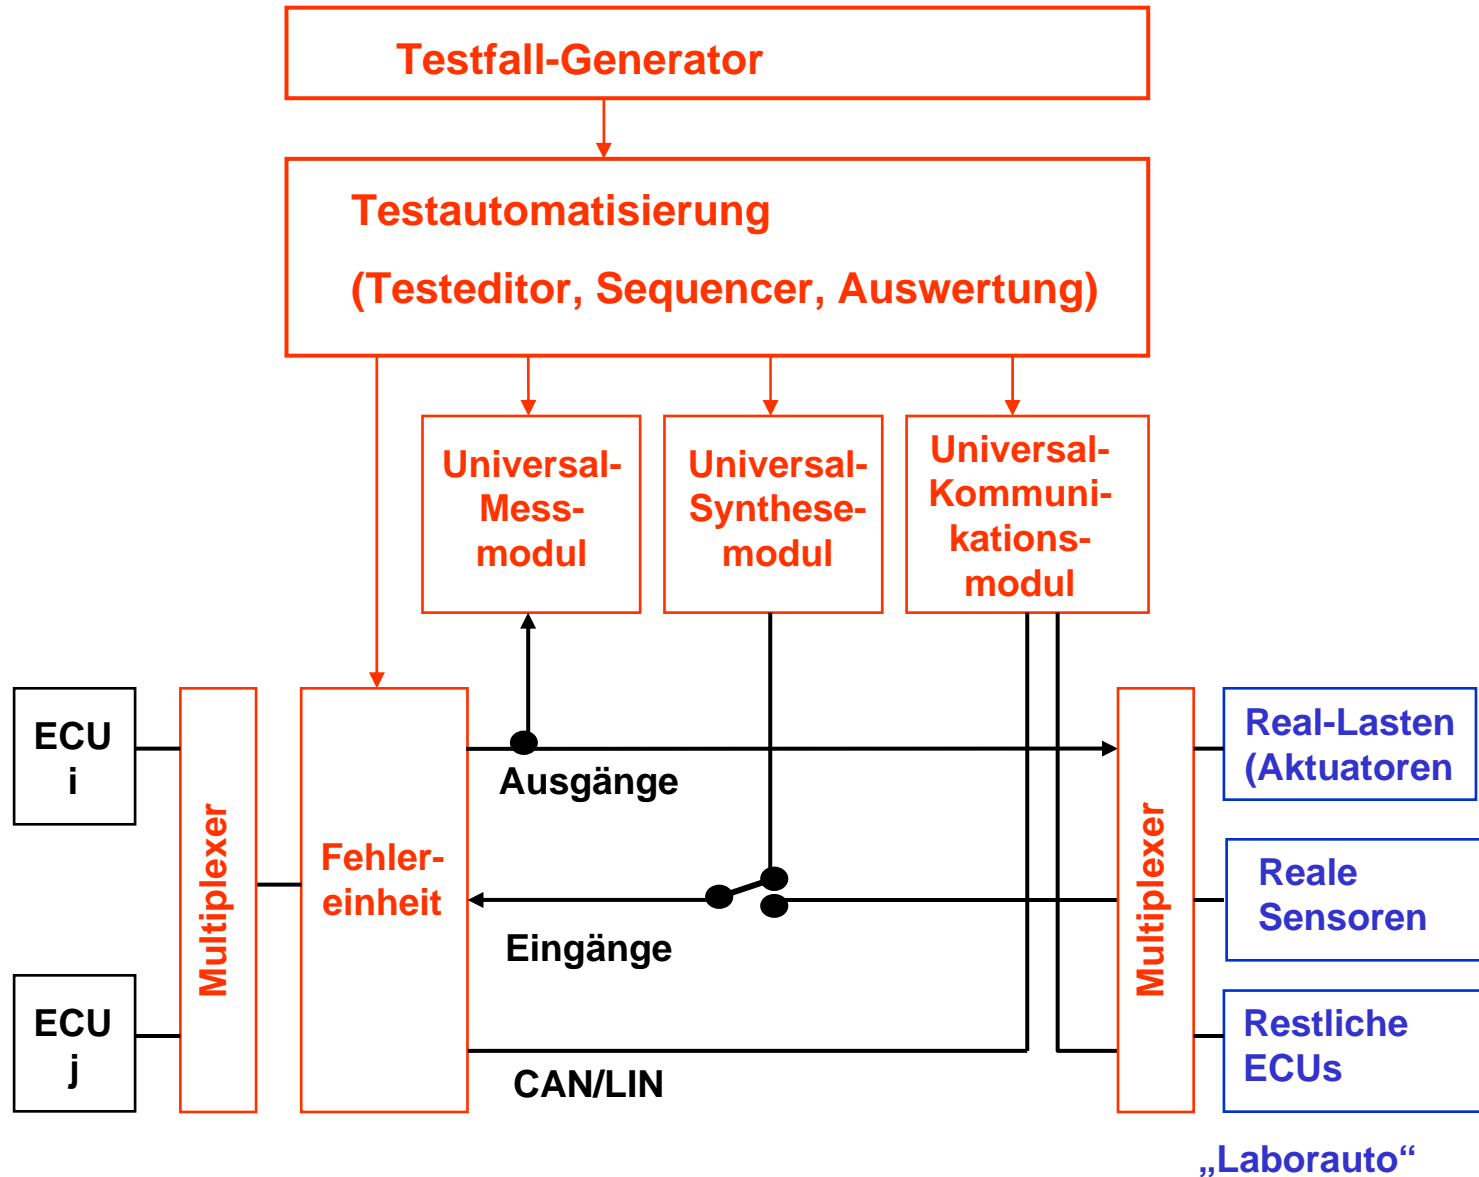 Testfall-Generator
Testautomatisierung
(Testeditor, Sequencer, Auswertung)
Universal-
Mess-
modul
Universal-
Synthese-
modul
Universal-
Kommuni-
kations-
modul
ECU
i
Multiplexer
Fehler-
einheit
Ausgänge
Eingänge
CAN/LIN
ECU
j
Multiplexer
Real-Lasten
(Aktuatoren
Reale
Sensoren
Restliche
ECUs
„Laborauto“